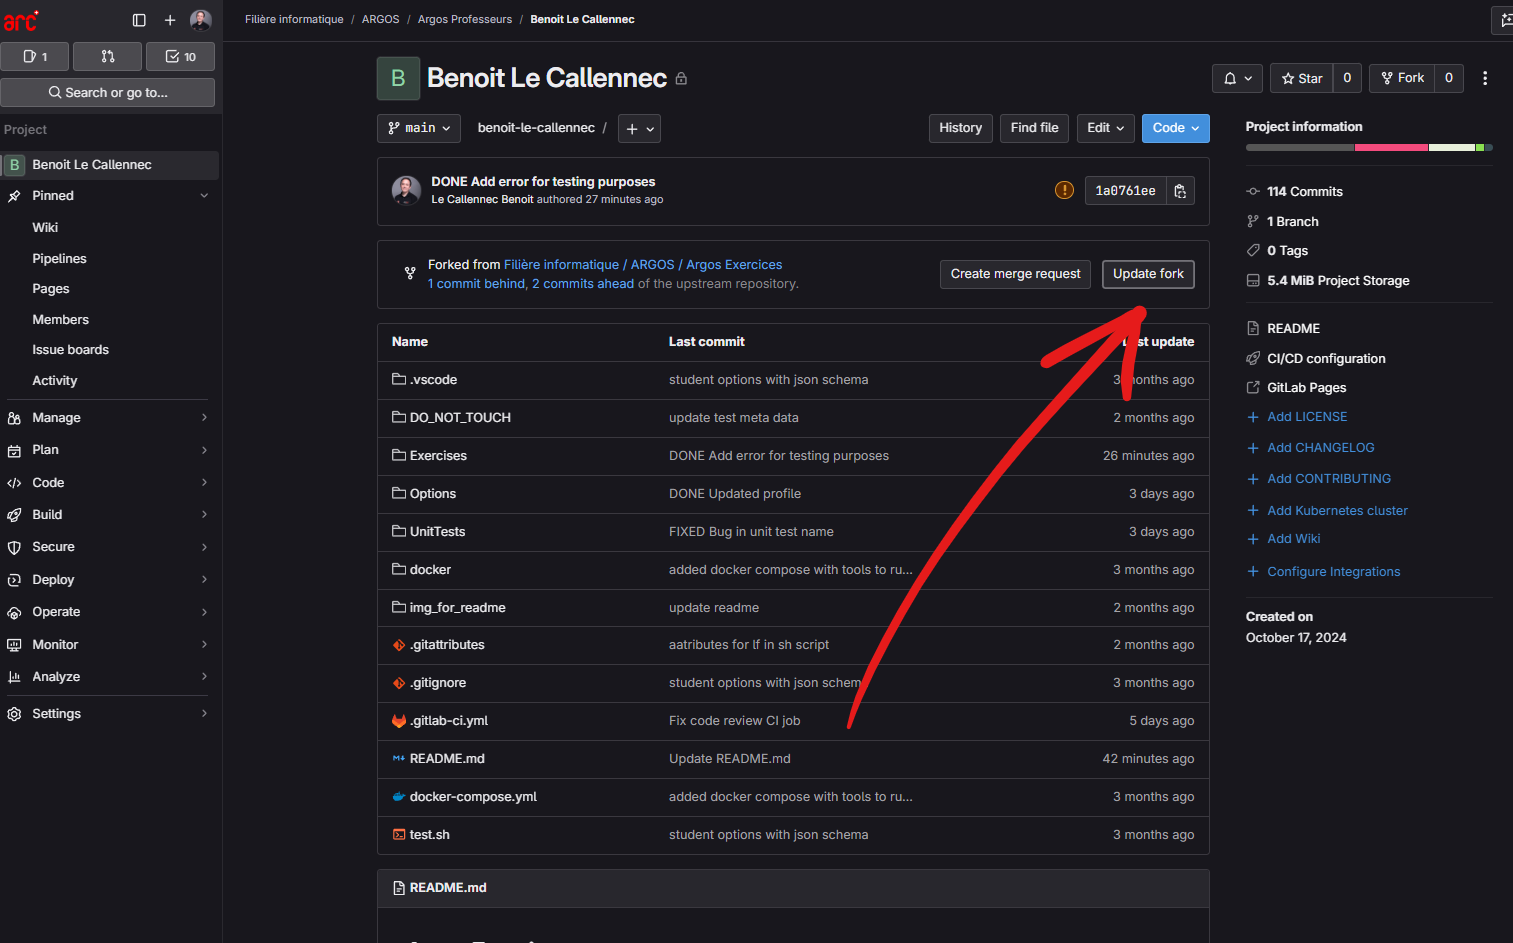 arc
Filière informatique / ARGOS / Argos Professeurs / Benoit Le Callennec
1
10
Search or go to...
Project
Benoit Le Callennec
Pinned
Wiki
Pipelines
Pages
Members
Issue boards
Activity
Manage
Plan
Code
Build
Secure
Deploy
Operate
Monitor
Analyze
Settings
B Benoit Le Callennec
Star 0
Fork 0
main
benoit-le-callennec /
History
Find file
Edit
Code
DONE Add error for testing purposes
Le Callennec Benoit authored 27 minutes ago
1a0761ee
Forked from Filière informatique / ARGOS / Argos Exercices
1 commit behind, 2 commits ahead of the upstream repository.
Create merge request
Update fork
Name Last commit Last update
.vscode student options with json schema 3 months ago
DO_NOT_TOUCH update test meta data 2 months ago
Exercises DONE Add error for testing purposes 26 minutes ago
Options DONE Updated profile 3 days ago
UnitTests FIXED Bug in unit test name 3 days ago
docker added docker compose with tools to ru... 3 months ago
img_for_readme update readme 2 months ago
.gitattributes aatributes for lf in sh script 2 months ago
.gitignore student options with json schema 3 months ago
.gitlab-ci.yml Fix code review CI job 5 days ago
README.md Update README.md 42 minutes ago
docker-compose.yml added docker compose with tools to ru... 3 months ago
test.sh student options with json schema 3 months ago
README.md
Project information
114 Commits
1 Branch
0 Tags
5.4 MiB Project Storage
README
CI/CD configuration
GitLab Pages
Add LICENSE
Add CHANGELOG
Add CONTRIBUTING
Add Kubernetes cluster
Add Wiki
Configure Integrations
Created on
October 17, 2024